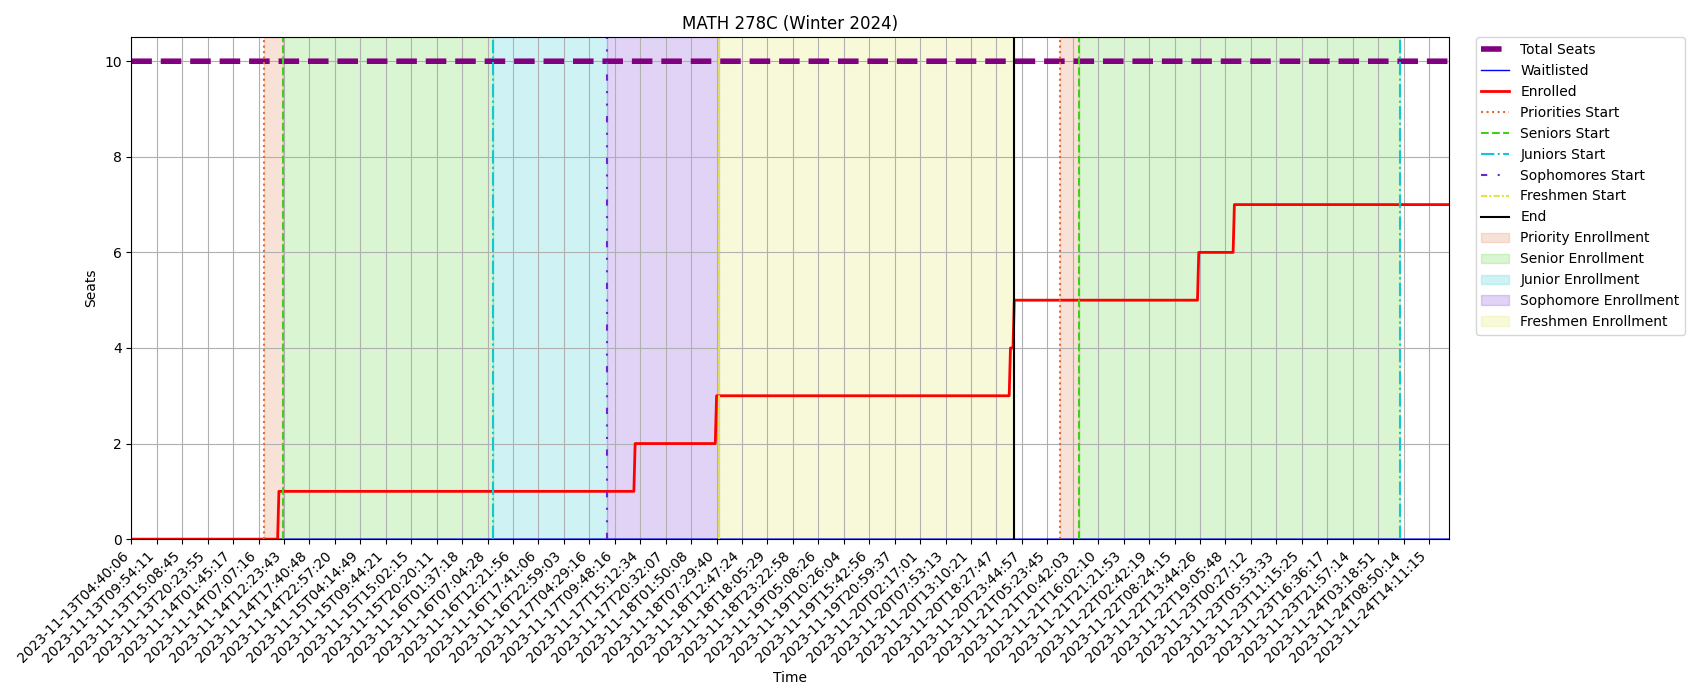 MATH 278C (Winter 2024)
Seats
10
8
6
4
2
0
2023-11-13T04:40:06
2023-11-13T09:54:11
2023-11-13T15:08:45
2023-11-13T20:23:55
2023-11-14T01:45:17
2023-11-14T07:07:16
2023-11-14T12:23:43
2023-11-14T17:40:48
2023-11-14T22:57:20
2023-11-15T04:14:49
2023-11-15T09:44:21
2023-11-15T15:02:15
2023-11-15T20:20:11
2023-11-16T01:37:18
2023-11-16T07:04:28
2023-11-16T12:21:56
2023-11-16T17:41:06
2023-11-16T22:59:03
2023-11-17T04:29:16
2023-11-17T09:48:16
2023-11-17T15:12:34
2023-11-17T20:32:07
2023-11-18T01:50:08
2023-11-18T07:29:40
2023-11-18T12:47:24
2023-11-18T18:05:29
2023-11-18T23:22:58
2023-11-19T05:08:26
2023-11-19T10:26:04
2023-11-19T15:42:56
2023-11-19T20:59:37
2023-11-20T02:17:01
2023-11-20T07:53:13
2023-11-20T13:10:21
2023-11-20T18:27:47
2023-11-20T23:44:57
2023-11-21T05:23:45
2023-11-21T10:42:03
2023-11-21T16:02:10
2023-11-21T21:21:53
2023-11-22T02:42:19
2023-11-22T08:24:15
2023-11-22T13:44:26
2023-11-22T19:05:48
2023-11-23T00:27:12
2023-11-23T05:53:33
2023-11-23T11:15:25
2023-11-23T16:36:17
2023-11-23T21:57:14
2023-11-24T03:18:51
2023-11-24T08:50:14
2023-11-24T14:11:15
Time
Total Seats
Waitlisted
Enrolled
Priorities Start
Seniors Start
Juniors Start
Sophomores Start
Freshmen Start
End
Priority Enrollment
Senior Enrollment
Junior Enrollment
Sophomore Enrollment
Freshmen Enrollment